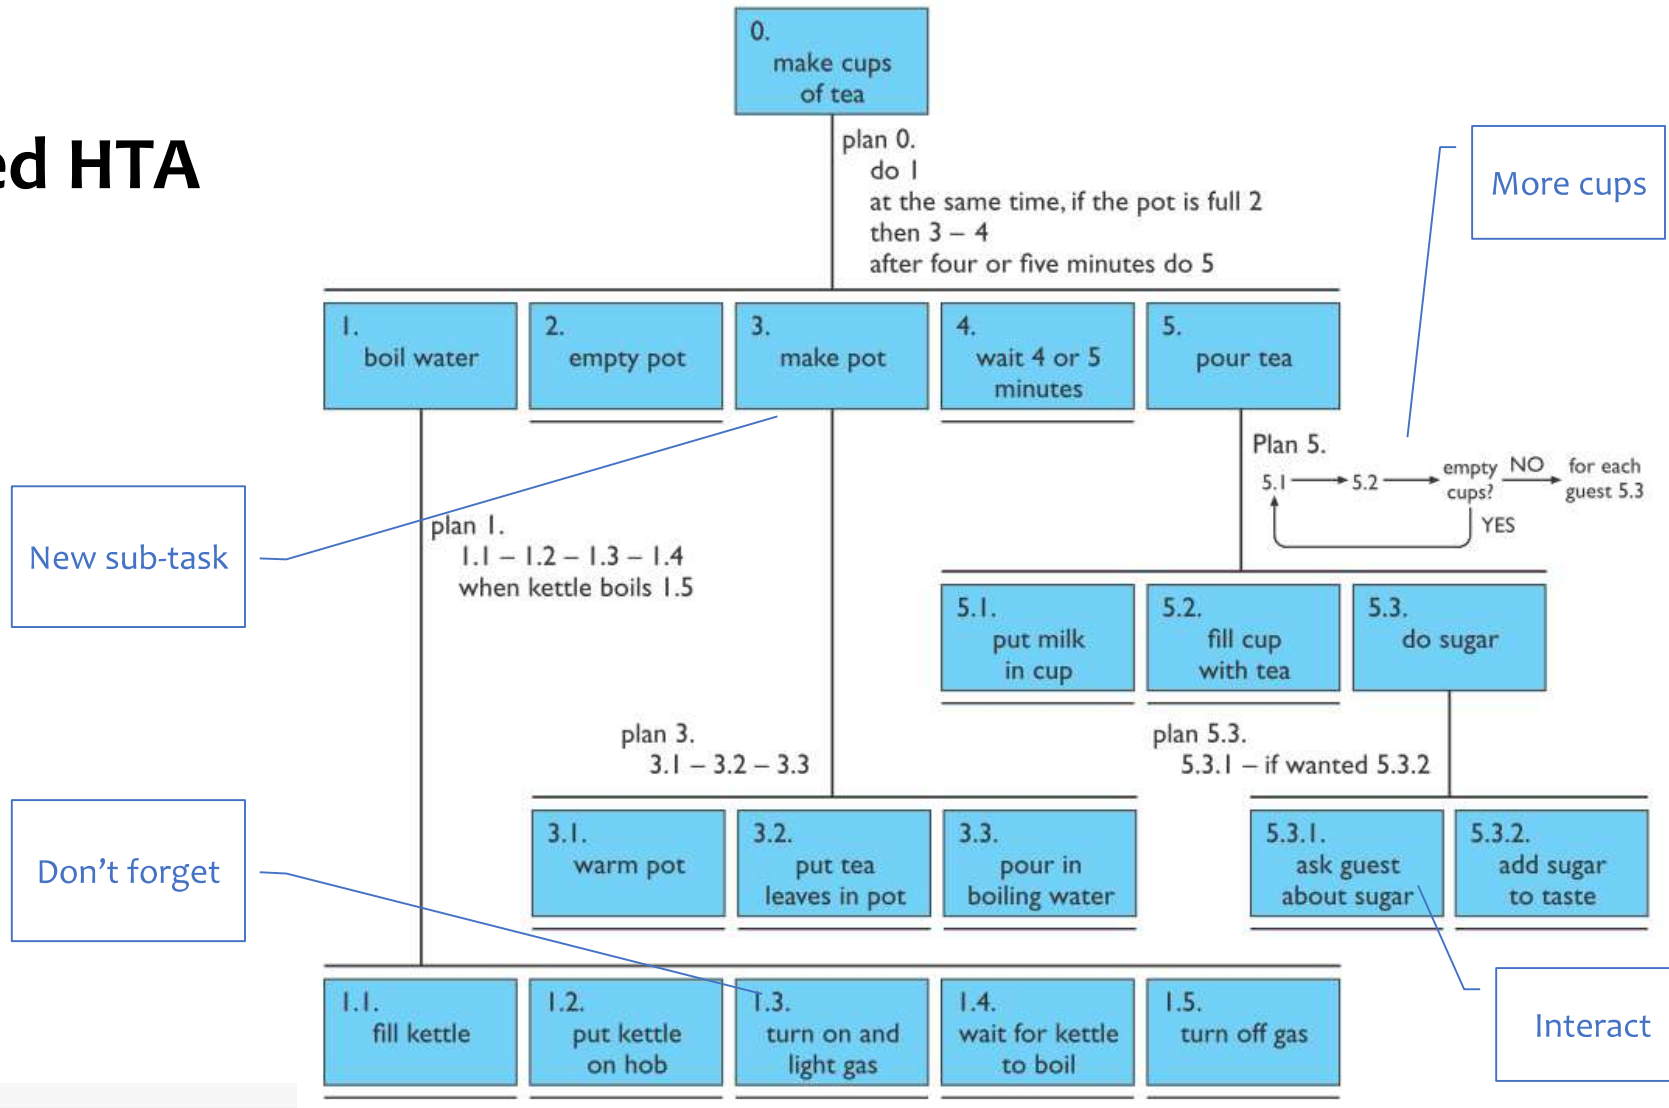 0.
make cups
of tea
ed HTA
plan 0.
do 1
at the same time, if the pot is full 2
then 3 – 4
after four or five minutes do 5
More cups
1.
boil water
2.
empty pot
3.
make pot
4.
wait 4 or 5
minutes
5.
pour tea
Plan 5.
5.1
5.2
empty
cups?
NO
for each
guest 5.3
YES
New sub-task
plan 1.
1.1 – 1.2 – 1.3 – 1.4
when kettle boils 1.5
5.1.
put milk
in cup
5.2.
fill cup
with tea
5.3.
do sugar
plan 3.
3.1 – 3.2 – 3.3
plan 5.3.
5.3.1 – if wanted 5.3.2
Don’t forget
3.1.
warm pot
3.2.
put tea
leaves in pot
3.3.
pour in
boiling water
5.3.1.
ask guest
about sugar
5.3.2.
add sugar
to taste
1.1.
fill kettle
1.2.
put kettle
on hob
1.3.
turn on and
light gas
1.4.
wait for kettle
to boil
1.5.
turn off gas
Interact